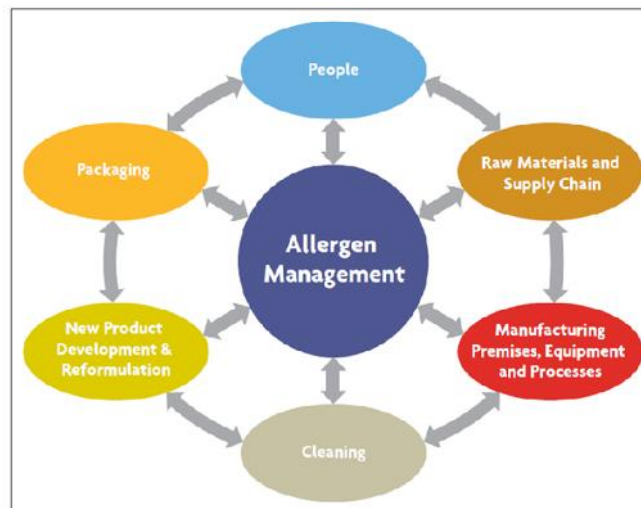 People
Packaging
Raw Materials and
Supply Chain
Allergen
Management
New Product
Development &
Reformulation
Manufacturing
Premises, Equipment
and Processes
Cleaning